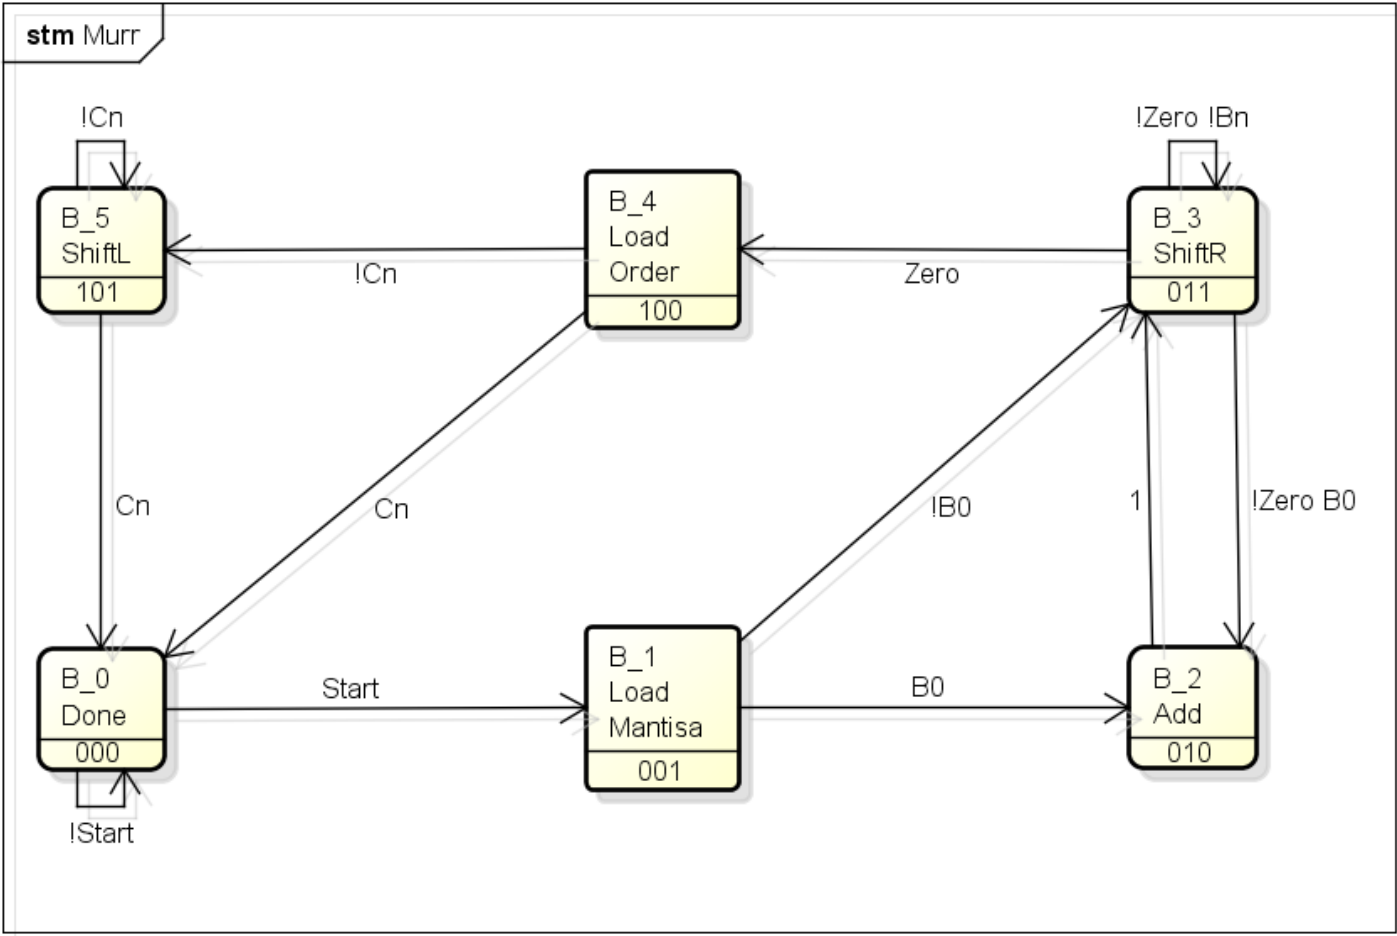 stm Murr
!Cn
!Zero !Bn
B_5
ShiftL
101
B_4
Load
Order
100
B_3
ShiftR
011
!Cn
Zero
Cn
Cn
!B0
1
!Zero B0
B_0
Done
000
Start
B_1
Load
Mantisa
001
B0
B_2
Add
010
!Start